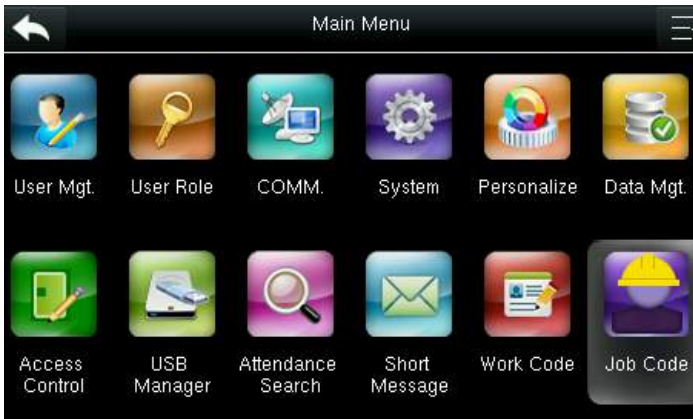 Main Menu
User Mgt.
User Role
COMM.
System
Personalize
Data Mgt.
Access
Control
USB
Manager
Attendance
Search
Short
Message
Work Code
Job Code